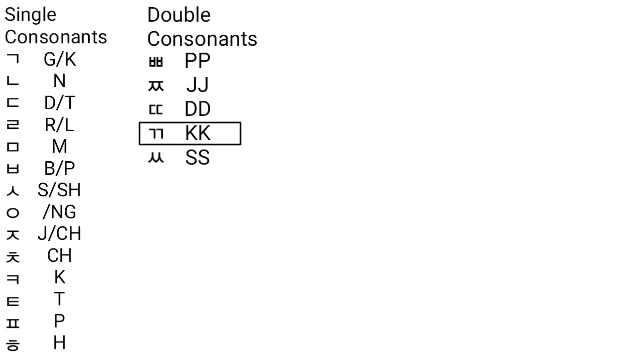 Single
Consonants
ㄱ G/K
ㄴ N
ㄷ D/T
ㄹ R/L
ㅁ M
ㅂ B/P
ㅅ S/SH
ㅇ /NG
ㅈ J/CH
ㅊ CH
ㅋ K
ㅌ T
ㅍ P
ㅎ H
Double
Consonants
ㅃ PP
ㅉ JJ
ㄸ DD
ㄲ KK
ㅆ SS